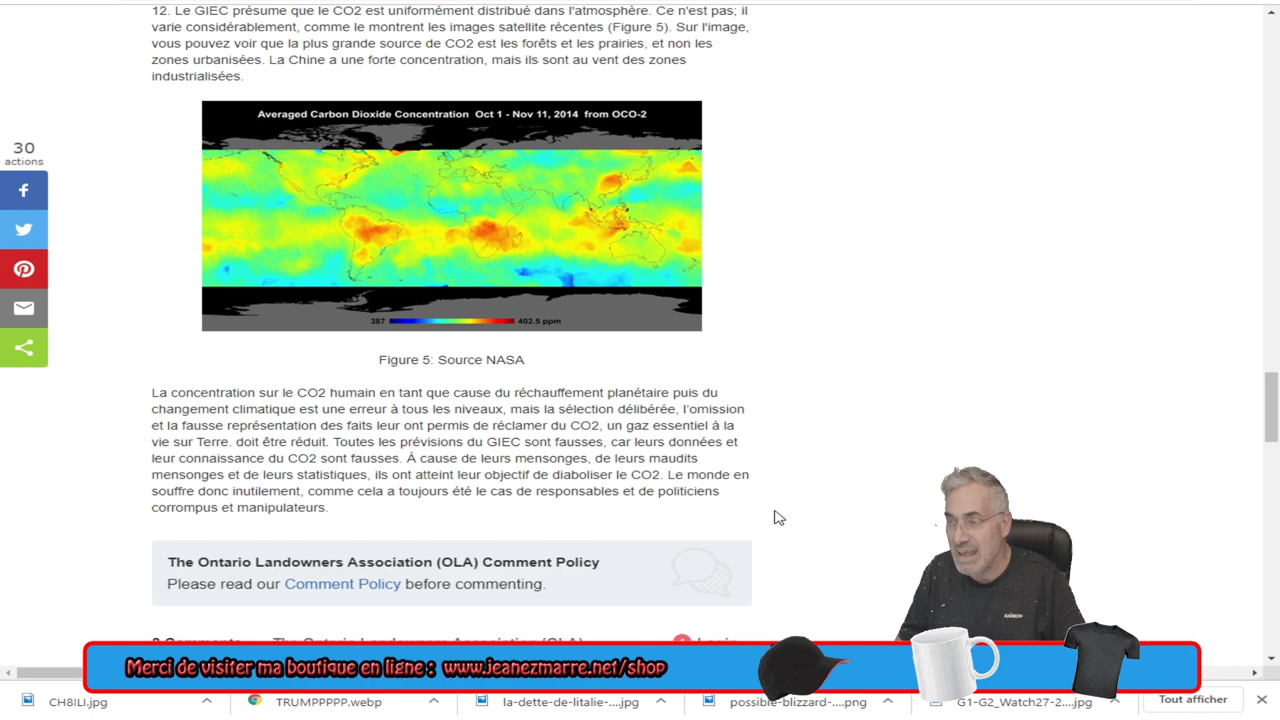 12. Le GIEC présume que le CO2 est uniformément distribué dans l'atmosphère. Ce n'est pas; il
varie considérablement, comme le montrent les images satellite récentes (Figure 5). Sur l'image,
vous pouvez voir que la plus grande source de CO2 est les forêts et les prairies, et non les
zones urbanisées. La Chine a une forte concentration, mais ils sont au vent des zones
industrialisées.
Averaged Carbon Dioxide Concentration Oct 1 - Nov 11, 2014 from OCO-2
30
actions
387 402.5 ppm
Figure 5: Source NASA
La concentration sur le CO2 humain en tant que cause du réchauffement planétaire puis du
changement climatique est une erreur à tous les niveaux, mais la sélection délibérée, l'omission
et la fausse représentation des faits leur ont permis de réclamer du CO2, un gaz essentiel à la
vie sur Terre. doit être réduit. Toutes les prévisions du GIEC sont fausses, car leurs données et
leur connaissance du CO2 sont fausses. À cause de leurs mensonges, de leurs maudits
mensonges et de leurs statistiques, ils ont atteint leur objectif de diaboliser le CO2. Le monde en
souffre donc inutilement, comme cela a toujours été le cas de responsables et de politiciens
corrompus et manipulateurs.
The Ontario Landowners Association (OLA) Comment Policy
Please read our Comment Policy before commenting.
Comments The Ontario Landowners Association (OLA) Login
Merci de visiter ma boutique en ligne : www.jeanezmarre.net/shop
CH8!LI.jpg TRUMPPPPP.webp la-dette-de-litalie-....jpg possible-blizzard-....png G1-G2_Watch27-2....jpg Tout afficher